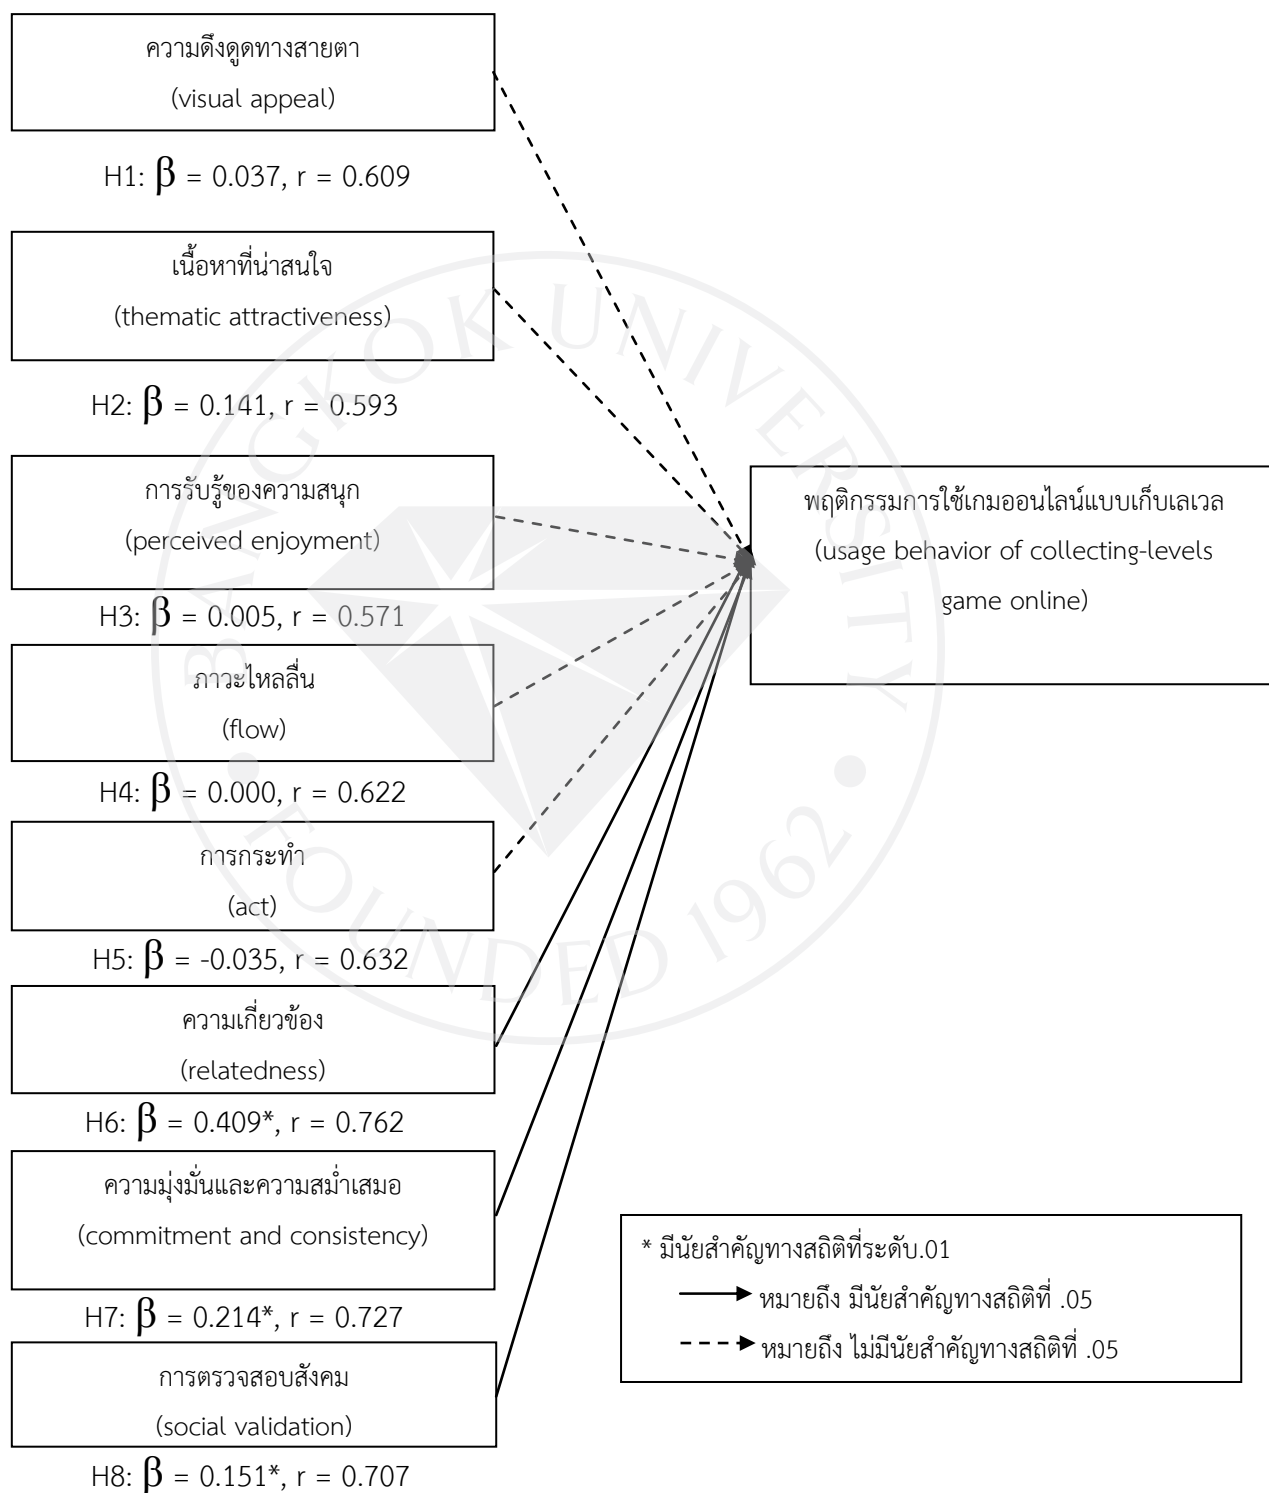 ความดึงดูดทางสายตา
(visual appeal)
H1: β = 0.037, r = 0.609
เนื้อหาที่น่าสนใจ
(thematic attractiveness)
H2: β = 0.141, r = 0.593
การรับรู้ของความสนุก
(perceived enjoyment)
H3: β = 0.005, r = 0.571
ภาวะไหลลื่น
(flow)
H4: β = 0.000, r = 0.622
การกระทำ
(act)
H5: β = -0.035, r = 0.632
ความเกี่ยวข้อง
(relatedness)
H6: β = 0.409*, r = 0.762
ความมุ่งมั่นและความสม่ำเสมอ
(commitment and consistency)
H7: β = 0.214*, r = 0.727
การตรวจสอบสังคม
(social validation)
H8: β = 0.151*, r = 0.707
พฤติกรรมการใช้เกมออนไลน์แบบเก็บเลเวล
(usage behavior of collecting-levels
game online)
* มีนัยสำคัญทางสถิติที่ระดับ.01
หมายถึง มีนัยสำคัญทางสถิติที่ .05
หมายถึง ไม่มีนัยสำคัญทางสถิติที่ .05
BANGKOK UNIVERSITY
FOUNDED 1962